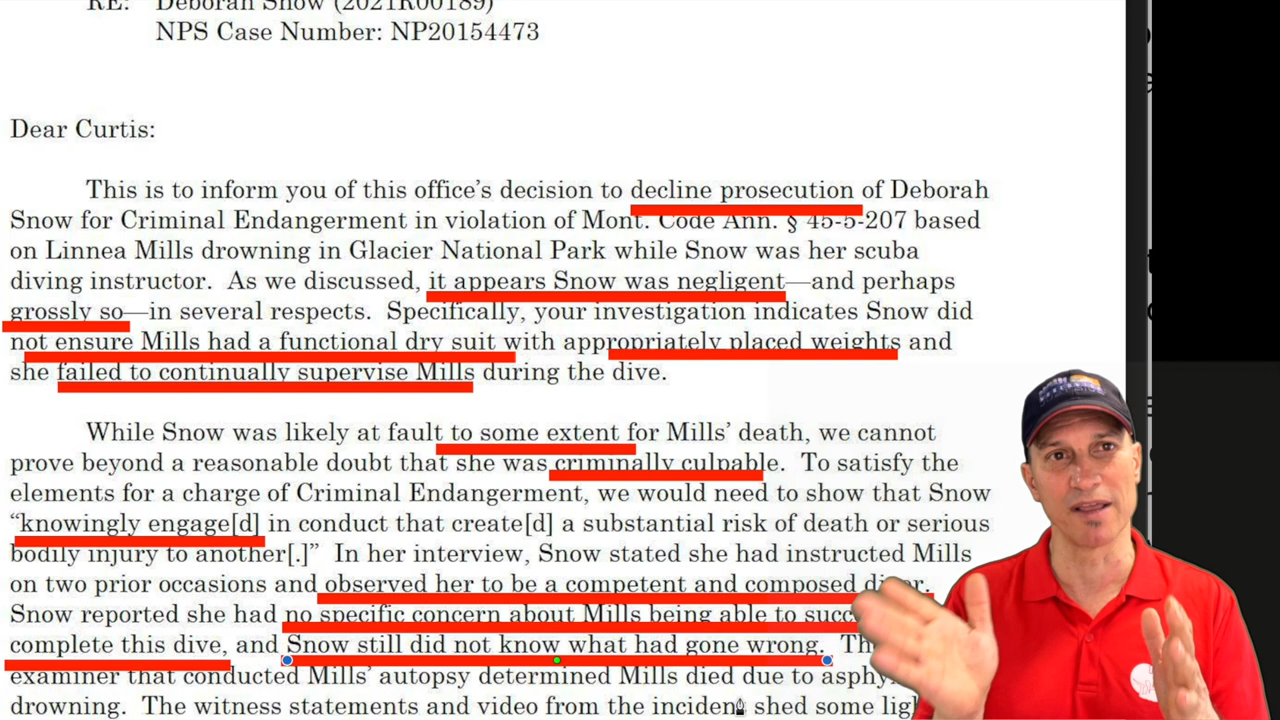 RE: Deborah Snow (2021R00189)
NPS Case Number: NP20154473
Dear Curtis:
This is to inform you of this office's decision to decline prosecution of Deborah
Snow for Criminal Endangerment in violation of Mont. Code Ann. § 45-5-207 based
on Linnea Mills drowning in Glacier National Park while Snow was her scuba
diving instructor. As we discussed, it appears Snow was negligent—and perhaps
grossly so—in several respects. Specifically, your investigation indicates Snow did
not ensure Mills had a functional dry suit with appropriately placed weights and
she failed to continually supervise Mills during the dive.
While Snow was likely at fault to some extent for Mills' death, we cannot
prove beyond a reasonable doubt that she was criminally culpable. To satisfy the
elements for a charge of Criminal Endangerment, we would need to show that Snow
“knowingly engage[d] in conduct that create[d] a substantial risk of death or serious
bodily injury to another[.]” In her interview, Snow stated she had instructed Mills
on two prior occasions and observed her to be a competent and composed diver.
Snow reported she had no specific concern about Mills being able to succ
complete this dive, and Snow still did not know what had gone wrong. Th
examiner that conducted Mills' autopsy determined Mills died due to asphy
drowning. The witness statements and video from the incident shed some lig